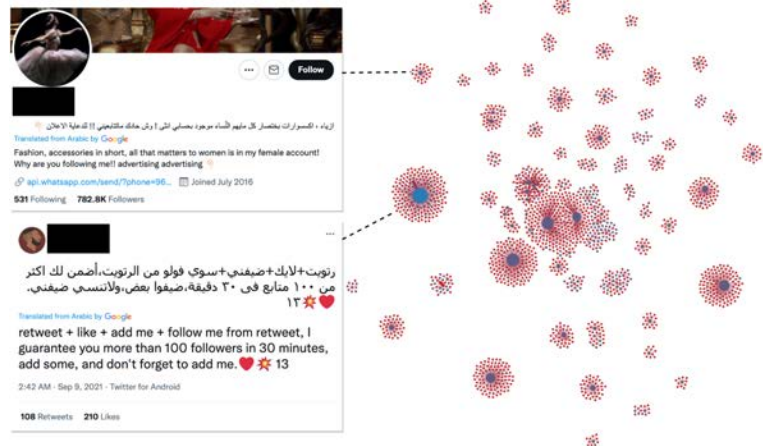 Follow
ازياء ، اكسسوارات بختصار كل مايهم النساء موجود بحسابي انثى ! وش حادك ماتتابعيني !! للدعاية الاعلان
Translated from Arabic by Google
Fashion, accessories in short, all that matters to women is in my female account!
Why are you following me!! advertising advertising
api.whatsapp.com/send/?phone=96... Joined July 2016
531 Following 782.8K Followers
رتويت+لايك+ضيفني+سوي فولو من الرتويت،أضمن لك اكثر
من ١٠٠ متابع في ٣٠ دقيقة،ضيفوا بعض،ولاتنسي ضيفني.
❤️💥١٣
Translated from Arabic by Google
retweet + like + add me + follow me from retweet, I
guarantee you more than 100 followers in 30 minutes,
add some, and don't forget to add me.❤️💥 13
2:42 AM · Sep 9, 2021 · Twitter for Android
108 Retweets 210 Likes